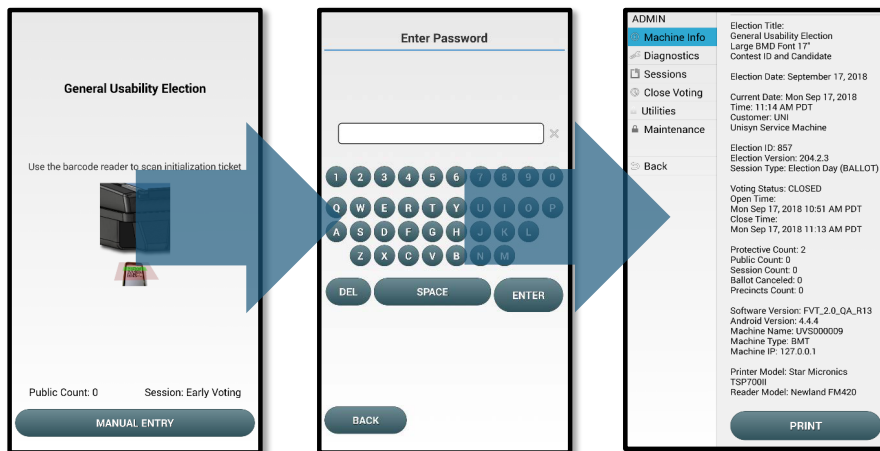 General Usability Election
Use the barcode reader to scan initialization ticket
Public Count: 0 Session: Early Voting
MANUAL ENTRY
Enter Password
1 2 3 4 5 6 7 8 9 0
Q W E R T Y U I O P
A S D F G H J K L
Z X C V B N M
DEL SPACE ENTER
BACK
ADMIN
Machine Info
Diagnostics
Sessions
Close Voting
Utilities
Maintenance
Back
Election Title:
General Usability Election
Large BMD Font 17"
Contest ID and Candidate
Election Date: September 17, 2018
Current Date: Mon Sep 17, 2018
Time: 11:14 AM PDT
Customer: UNI
Unisyn Service Machine
Election ID: 857
Election Version: 204.2.3
Session Type: Election Day (BALLOT)
Voting Status: CLOSED
Open Time:
Mon Sep 17, 2018 10:51 AM PDT
Close Time:
Mon Sep 17, 2018 11:13 AM PDT
Protective Count: 2
Public Count: 0
Session Count: 0
Ballot Canceled: 0
Precincts Count: 0
Software Version: FVT_2.0_QA_R13
Android Version: 4.4.4
Machine Name: UVS000009
Machine Type: BMT
Machine IP: 127.0.0.1
Printer Model: Star Micronics
TSP700II
Reader Model: Newland FM420
PRINT